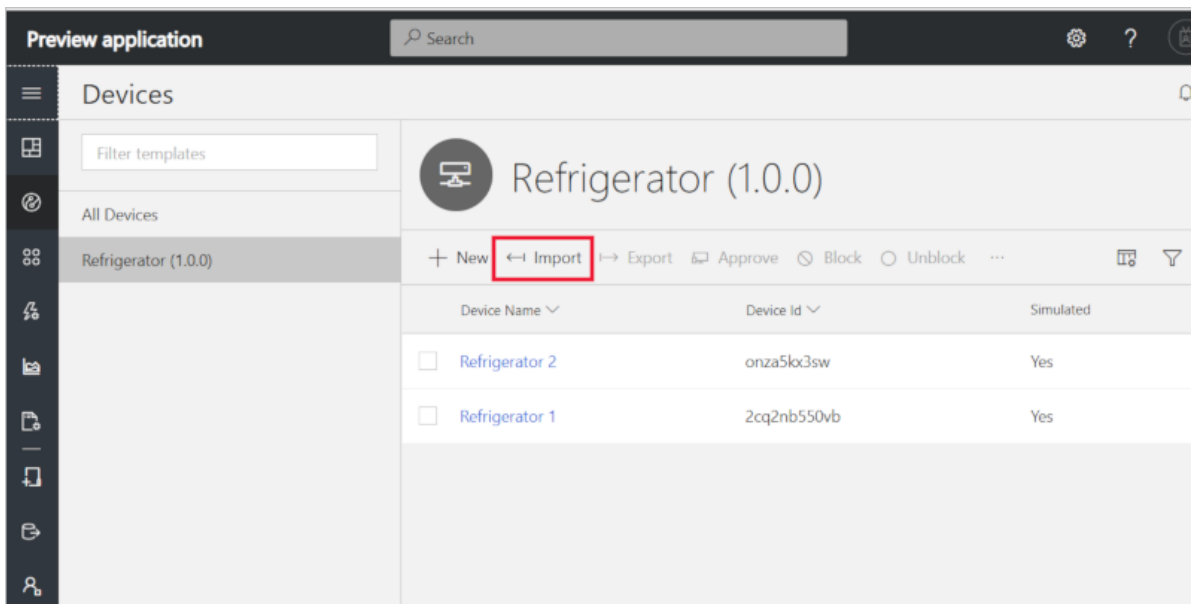 Preview application
Search
?
Devices
Filter templates
All Devices
Refrigerator (1.0.0)
Refrigerator (1.0.0)
New Import Export Approve Block Unblock ...
Device Name Device Id Simulated
Refrigerator 2 onza5kx3sw Yes
Refrigerator 1 2cq2nb550vb Yes